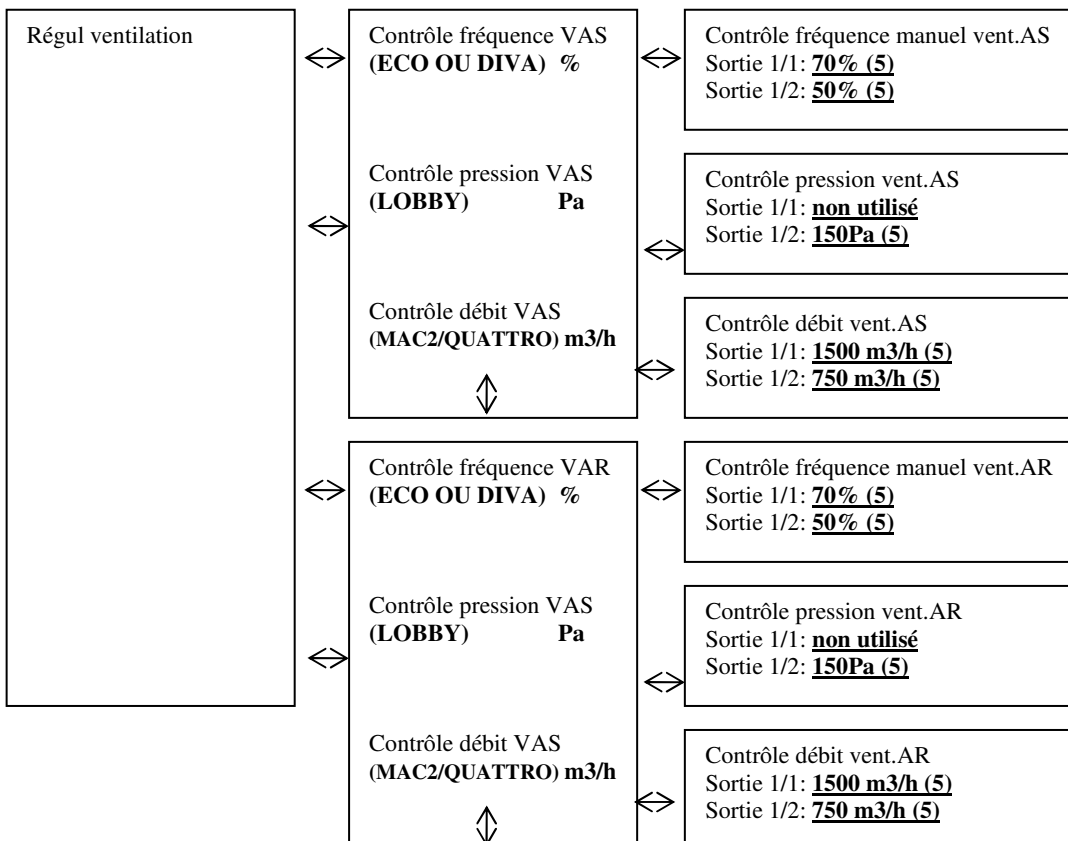 Régul ventilation
Contrôle fréquence VAS
(ECO OU DIVA) %
Contrôle pression VAS
(LOBBY) Pa
Contrôle débit VAS
(MAC2/QUATTRO) m3/h
Contrôle fréquence manuel vent.AS
Sortie 1/1: 70% (5)
Sortie 1/2: 50% (5)
Contrôle pression vent.AS
Sortie 1/1: non utilisé
Sortie 1/2: 150Pa (5)
Contrôle débit vent.AS
Sortie 1/1: 1500 m3/h (5)
Sortie 1/2: 750 m3/h (5)
Contrôle fréquence VAR
(ECO OU DIVA) %
Contrôle pression VAS
(LOBBY) Pa
Contrôle débit VAS
(MAC2/QUATTRO) m3/h
Contrôle fréquence manuel vent.AR
Sortie 1/1: 70% (5)
Sortie 1/2: 50% (5)
Contrôle pression vent.AR
Sortie 1/1: non utilisé
Sortie 1/2: 150Pa (5)
Contrôle débit vent.AR
Sortie 1/1: 1500 m3/h (5)
Sortie 1/2: 750 m3/h (5)